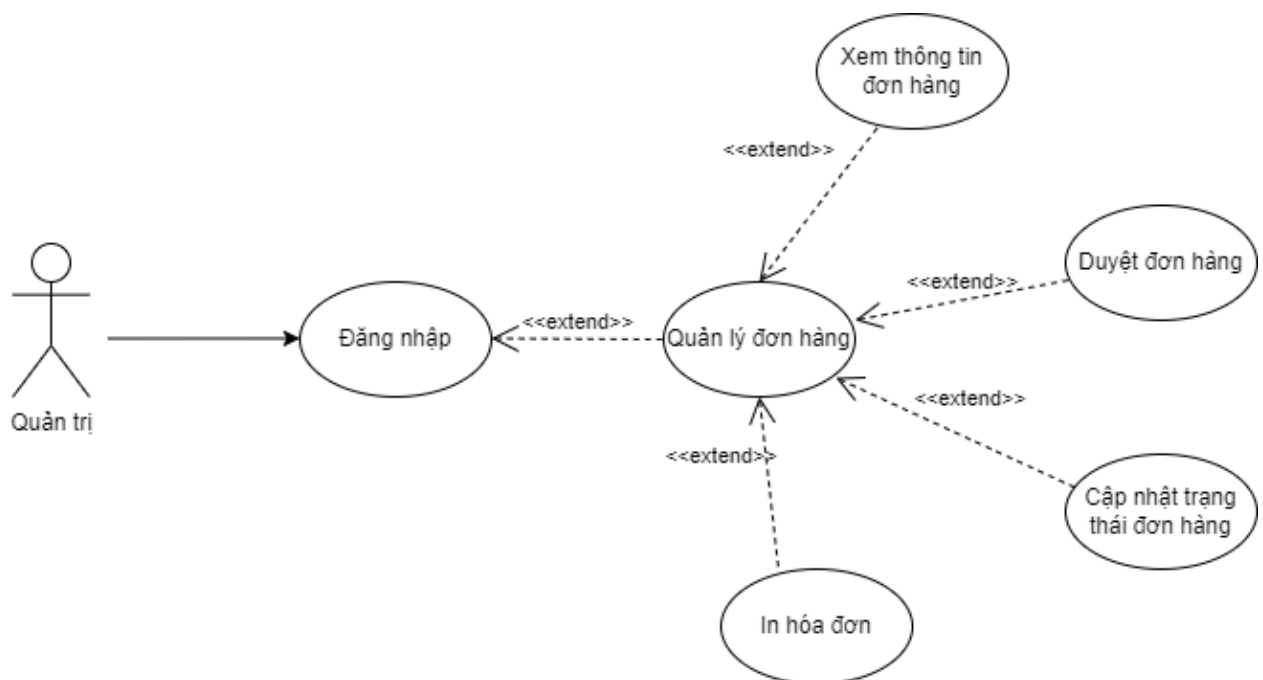 Xem thông tin
đơn hàng
<<extend>>
Duyệt đơn hàng
<<extend>>
Đăng nhập
<<extend>>
Quản lý đơn hàng
<<extend>>
Quản trị
<<extend>>
Cập nhật trạng
thái đơn hàng
In hóa đơn